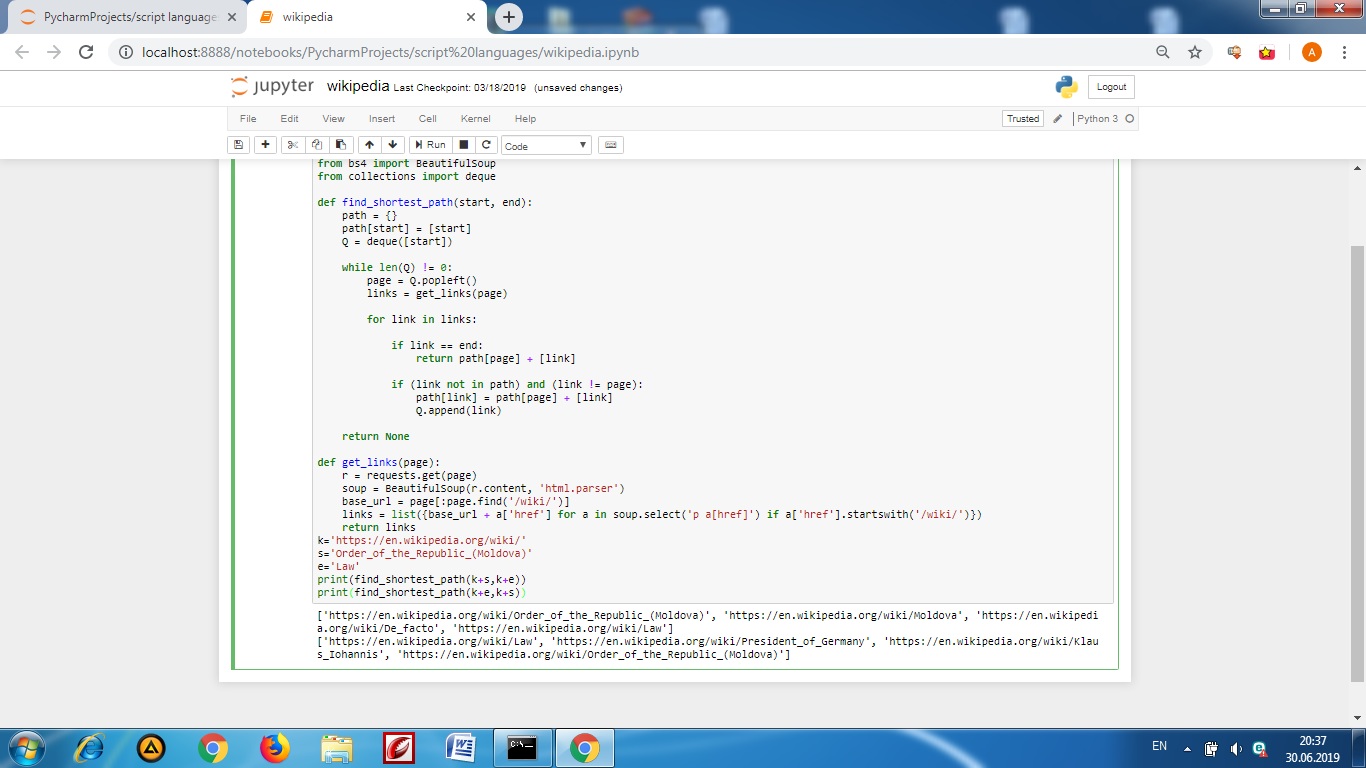 PycharmProjects/script language
wikipedia
localhost:8888/notebooks/PycharmProjects/script%20languages/wikipedia.ipynb
A
jupyter wikipedia Last Checkpoint: 03/18/2019 (unsaved changes)
Logout
File Edit View Insert Cell Kernel Help
Trusted Python 3
Run Code
from bs4 import BeautifulSoup
from collections import deque
def find_shortest_path(start, end):
path = {}
path[start] = [start]
Q = deque([start])
while len(Q) != 0:
page = Q.popleft()
links = get_links(page)
for link in links:
if link == end:
return path[page] + [link]
if (link not in path) and (link != page):
path[link] = path[page] + [link]
Q.append(link)
return None
def get_links(page):
r = requests.get(page)
soup = BeautifulSoup(r.content, 'html.parser')
base_url = page[:page.find('/wiki/')]
links = list({base_url + a['href'] for a in soup.select('p a[href]') if a['href'].startswith('/wiki/')})
return links
k='https://en.wikipedia.org/wiki/'
s='Order_of_the_Republic_(Moldova)'
e='Law'
print(find_shortest_path(k+s,k+e))
print(find_shortest_path(k+e,k+s))
['https://en.wikipedia.org/wiki/Order_of_the_Republic_(Moldova)', 'https://en.wikipedia.org/wiki/Moldova', 'https://en.wikipedi
a.org/wiki/De_facto', 'https://en.wikipedia.org/wiki/Law']
['https://en.wikipedia.org/wiki/Law', 'https://en.wikipedia.org/wiki/President_of_Germany', 'https://en.wikipedia.org/wiki/Klau
s_Iohannis', 'https://en.wikipedia.org/wiki/Order_of_the_Republic_(Moldova)']
C:\
EN
20:37
30.06.2019